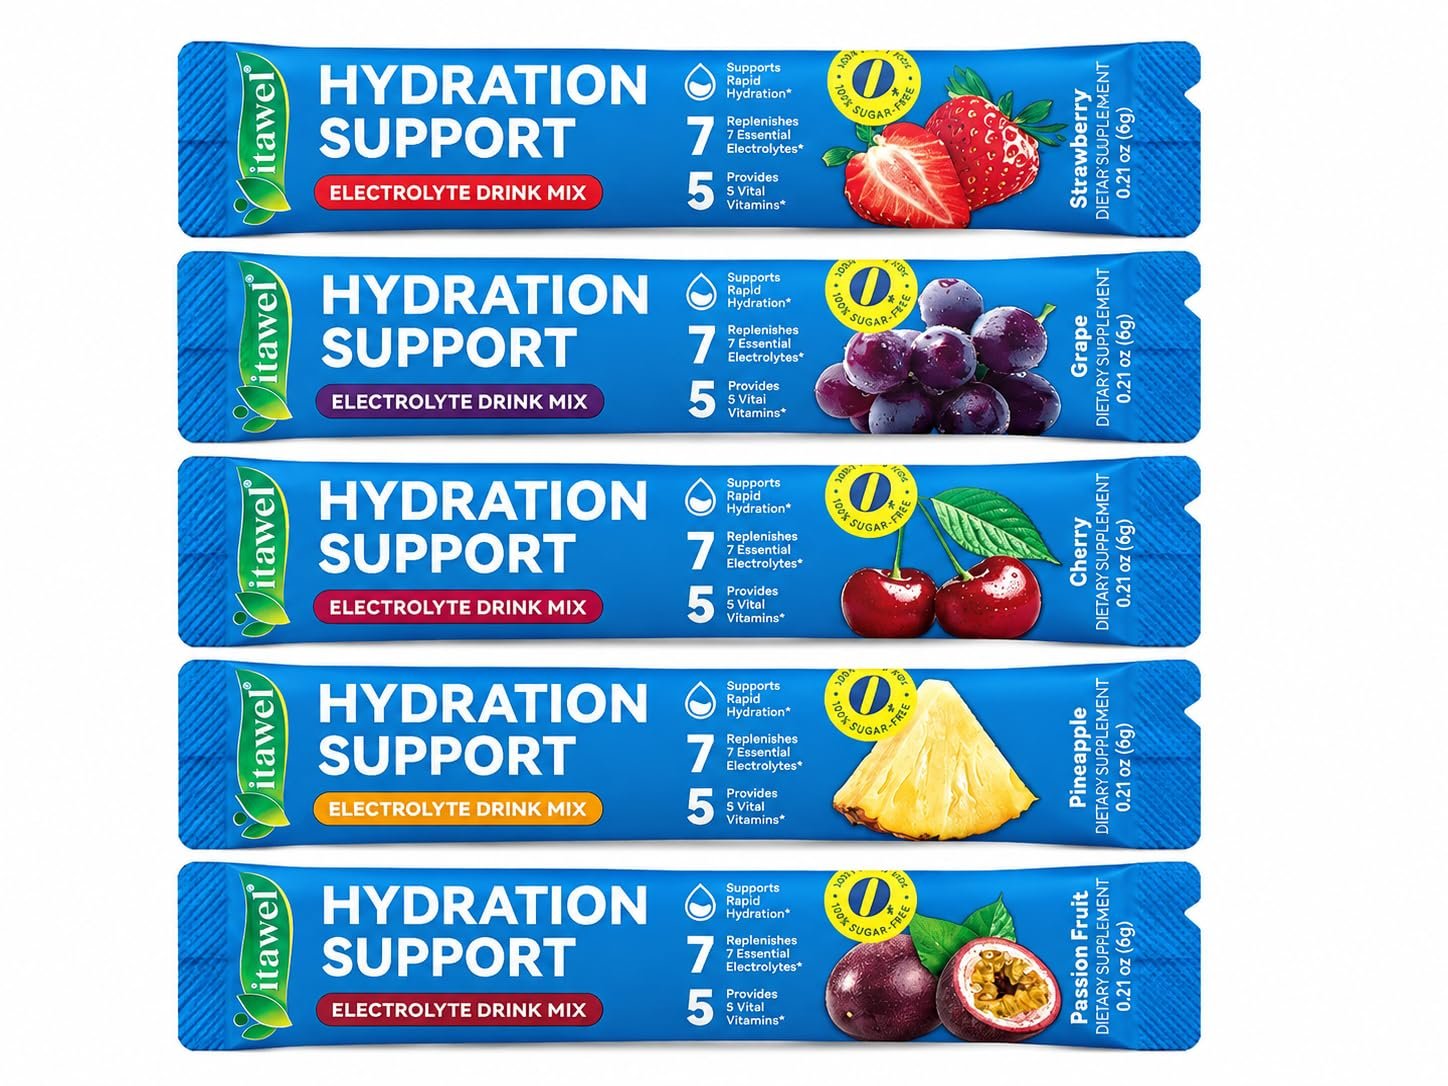 Vitawel®
HYDRATION
SUPPORT
ELECTROLYTE DRINK MIX
Supports
Rapid
Hydration*
7
Replenishes
7 Essential
Electrolytes*
5
Provides
5 Vital
Vitamins*
0*
100% SUGAR-FREE
Strawberry
DIETAR'SUUPLEMENT
0.21 oz (6g)
Vitawel®
HYDRATION
SUPPORT
ELECTROLYTE DRINK MIX
Supports
Rapid
Hydration*
7
Replenishes
7 Essential
Electrolytes*
5
Provides
5 Vital
Vitamins*
0*
100% SUGAR-FREE
Grape
DIETARY SUPPLEMENT
0.21 oz (6g)
Vitawel®
HYDRATION
SUPPORT
ELECTROLYTE DRINK MIX
Supports
Rapid
Hydration*
7
Replenishes
7 Essential
Electrolytes*
5
Provides
5 Vital
Vitamins*
0*
100% SUGAR-FREE
Cherry
DIETARY SUPPLEMENT
0.21 oz (6g)
Vitawel®
HYDRATION
SUPPORT
ELECTROLYTE DRINK MIX
Supports
Rapid
Hydration*
7
Replenishes
7 Essential
Electrolytes*
5
Provides
5 Vital
Vitamins*
0*
100% SUGAR-FREE
Pineapple
DIETARY SUPPLEMENT
0.21 oz (6g)
Vitawel®
HYDRATION
SUPPORT
ELECTROLYTE DRINK MIX
Supports
Rapid
Hydration*
7
Replenishes
7 Essential
Electrolytes*
5
Provides
5 Vital
Vitamins*
0*
100% SUGAR-FREE
Passion Fruit
DIETARY SUPPLEMENT
0.21 oz (6g)